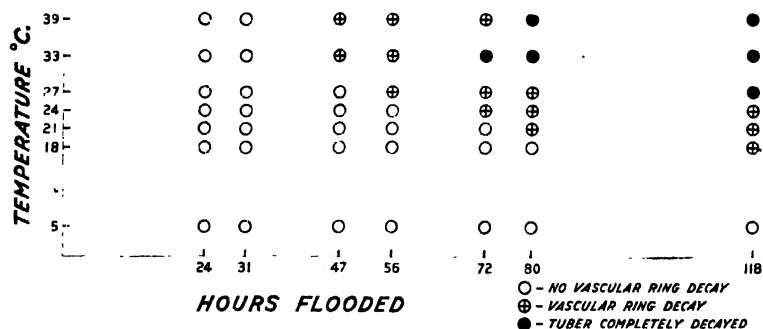 TEMPERATURE °C.
39
33
27
24
21
18
5
24 31 47 56 72 80 118
HOURS FLOODED
○ - NO VASCULAR RING DECAY
⊕ - VASCULAR RING DECAY
● - TUBER COMPLETELY DECAYED